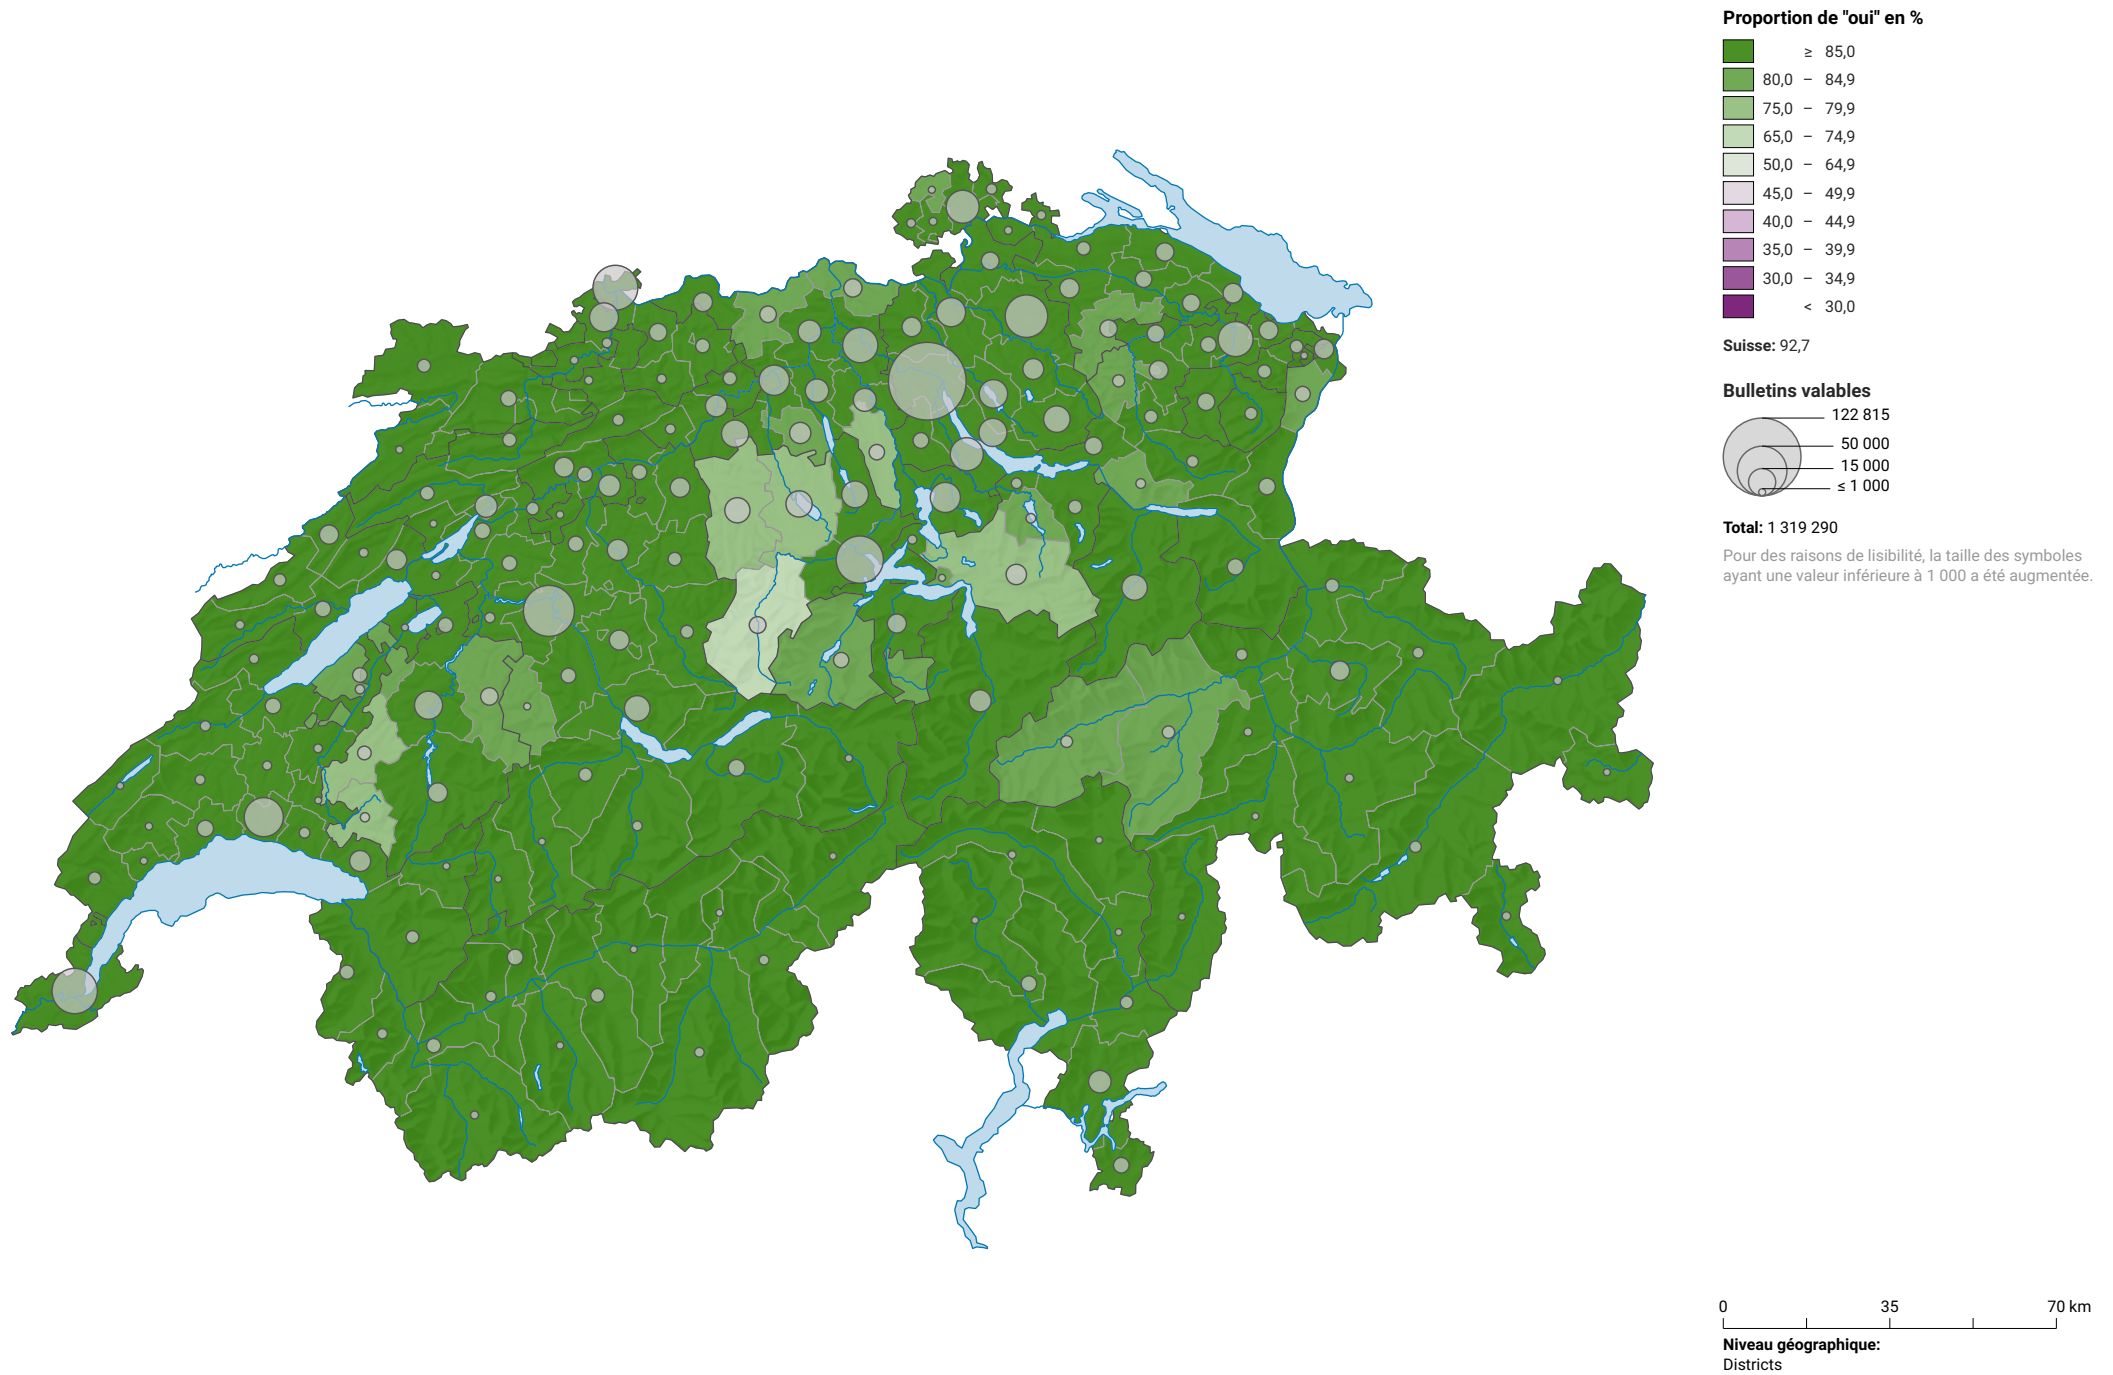 Proportion de "oui" en %
≥ 85,0
80,0 – 84,9
75,0 – 79,9
65,0 – 74,9
50,0 – 64,9
45,0 – 49,9
40,0 – 44,9
35,0 – 39,9
30,0 – 34,9
< 30,0
Suisse: 92,7
Bulletins valables
122 815
50 000
15 000
≤ 1 000
Total: 1 319 290
Pour des raisons de lisibilité, la taille des symboles
ayant une valeur inférieure à 1 000 a été augmentée.
0 35 70 km
Niveau géographique:
Districts